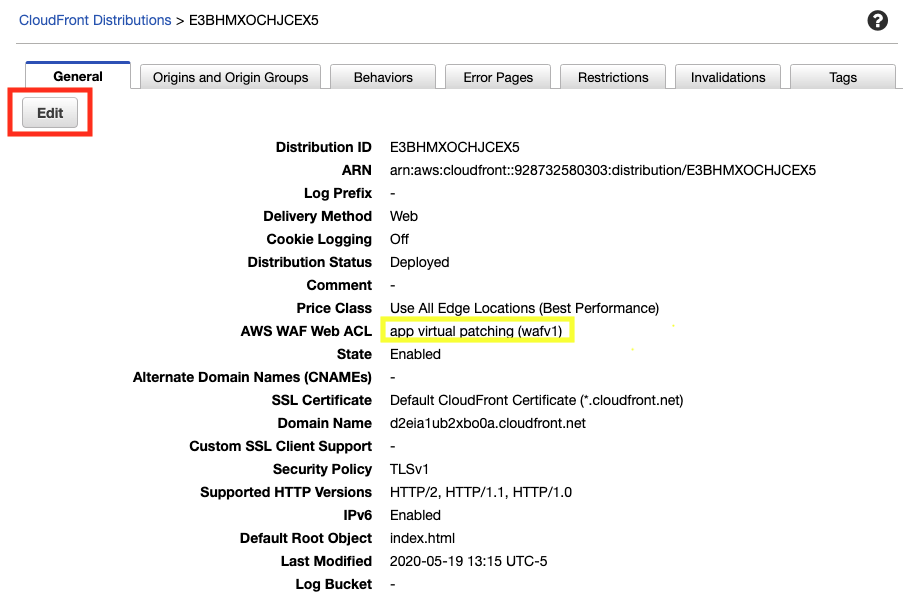 CloudFront Distributions > E3BHMXOCHJCEX5 ?
General Origins and Origin Groups Behaviors Error Pages Restrictions Invalidations Tags
Edit
Distribution ID E3BHMXOCHJCEX5
ARN arn:aws:cloudfront::928732580303:distribution/E3BHMXOCHJCEX5
Log Prefix -
Delivery Method Web
Cookie Logging Off
Distribution Status Deployed
Comment -
Price Class Use All Edge Locations (Best Performance)
AWS WAF Web ACL app virtual patching (wafv1)
State Enabled
Alternate Domain Names (CNAMEs) -
SSL Certificate Default CloudFront Certificate (*.cloudfront.net)
Domain Name d2eia1ub2xbo0a.cloudfront.net
Custom SSL Client Support -
Security Policy TLSv1
Supported HTTP Versions HTTP/2, HTTP/1.1, HTTP/1.0
IPv6 Enabled
Default Root Object index.html
Last Modified 2020-05-19 13:15 UTC-5
Log Bucket -